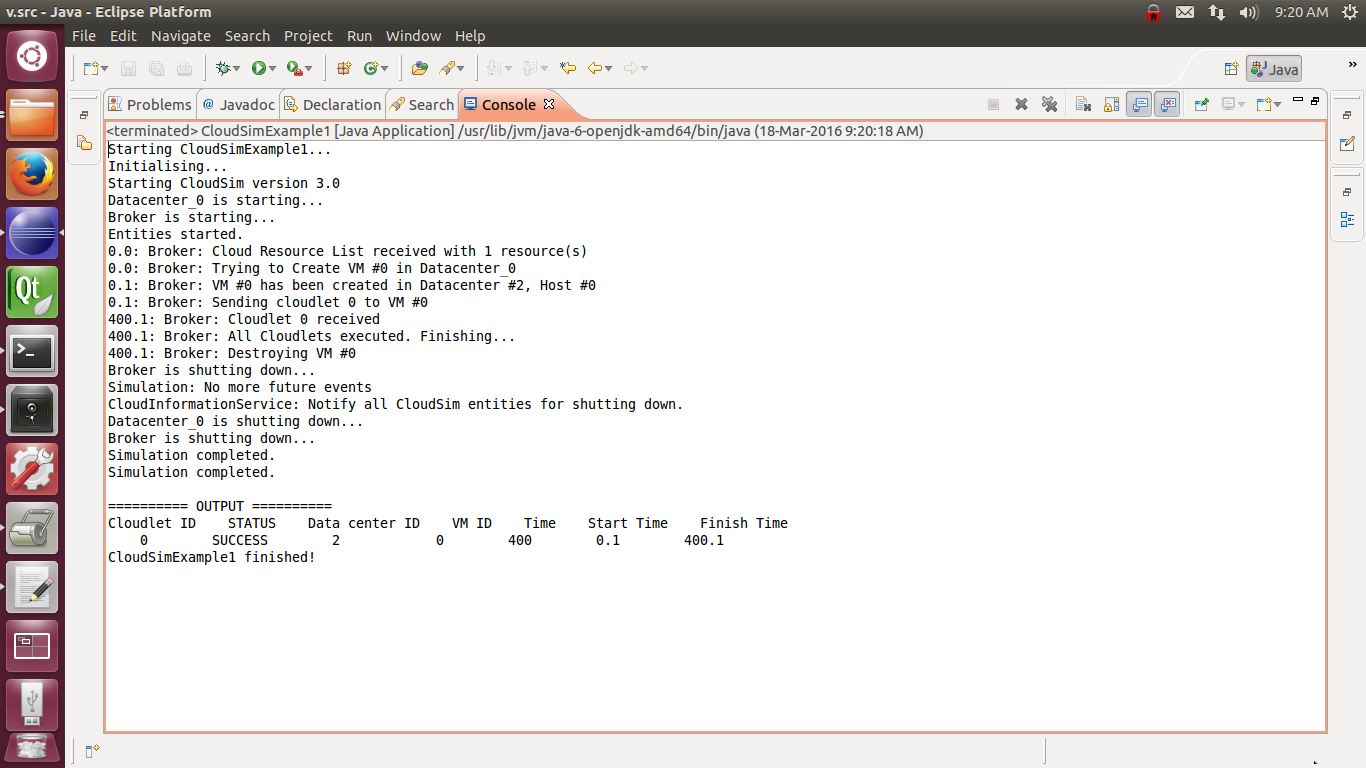 v.src - Java - Eclipse Platform
9:20 AM
File Edit Navigate Search Project Run Window Help
Java
»
Problems @ Javadoc Declaration Search Console
<terminated> CloudSimExample1 [Java Application] /usr/lib/jvm/java-6-openjdk-amd64/bin/java (18-Mar-2016 9:20:18 AM)
Starting CloudSimExample1...
Initialising...
Starting CloudSim version 3.0
Datacenter_0 is starting...
Broker is starting...
Entities started.
0.0: Broker: Cloud Resource List received with 1 resource(s)
0.0: Broker: Trying to Create VM #0 in Datacenter_0
0.1: Broker: VM #0 has been created in Datacenter #2, Host #0
0.1: Broker: Sending cloudlet 0 to VM #0
400.1: Broker: Cloudlet 0 received
400.1: Broker: All Cloudlets executed. Finishing...
400.1: Broker: Destroying VM #0
Broker is shutting down...
Simulation: No more future events
CloudInformationService: Notify all CloudSim entities for shutting down.
Datacenter_0 is shutting down...
Broker is shutting down...
Simulation completed.
Simulation completed.
========== OUTPUT ==========
Cloudlet ID    STATUS    Data center ID    VM ID    Time    Start Time    Finish Time
0    SUCCESS    2    0    400    0.1    400.1
CloudSimExample1 finished!
Qt